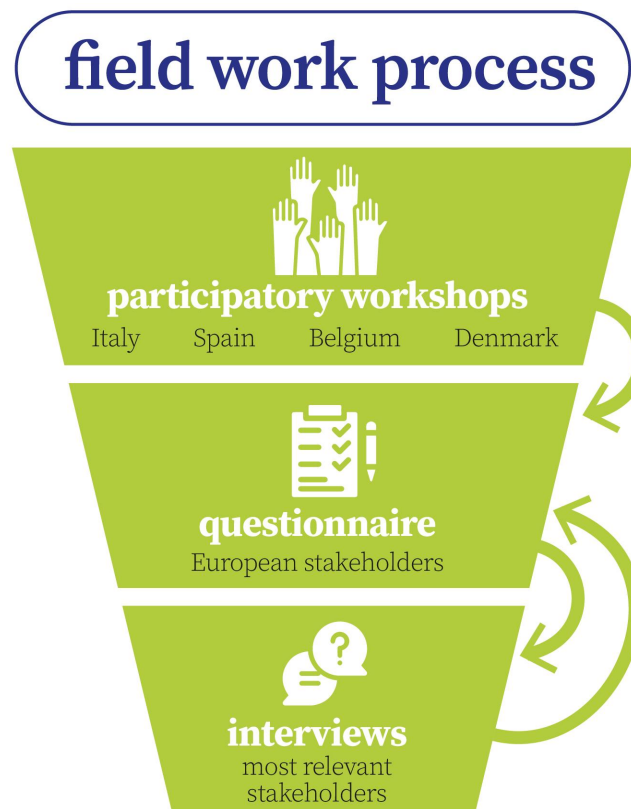 field work process
participatory workshops
Italy Spain Belgium Denmark
questionnaire
European stakeholders
?
interviews
most relevant
stakeholders